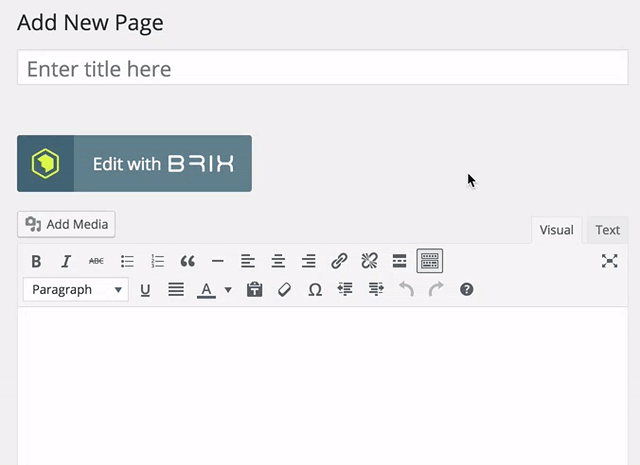 Add New Page
Enter title here
Edit with BRIX
Add Media
Visual
Text
B I ABC
Paragraph
U A T Ω ?